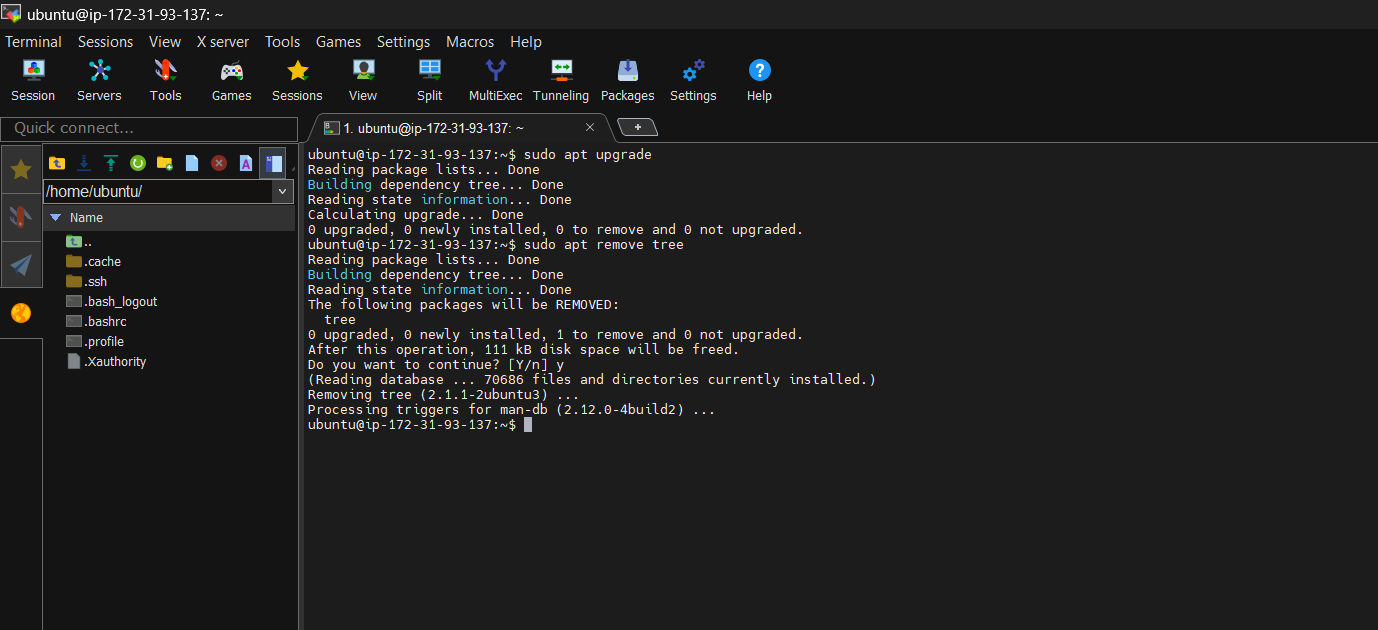 ubuntu@ip-172-31-93-137: ~
Terminal Sessions View X server Tools Games Settings Macros Help
Session Servers Tools Games Sessions View Split MultiExec Tunneling Packages Settings Help
Quick connect...
1. ubuntu@ip-172-31-93-137: ~
/home/ubuntu/
Name
..
.cache
.ssh
.bash_logout
.bashrc
.profile
.Xauthority
ubuntu@ip-172-31-93-137:~$ sudo apt upgrade
Reading package lists... Done
Building dependency tree... Done
Reading state information... Done
Calculating upgrade... Done
0 upgraded, 0 newly installed, 0 to remove and 0 not upgraded.
ubuntu@ip-172-31-93-137:~$ sudo apt remove tree
Reading package lists... Done
Building dependency tree... Done
Reading state information... Done
The following packages will be REMOVED:
  tree
0 upgraded, 0 newly installed, 1 to remove and 0 not upgraded.
After this operation, 111 kB disk space will be freed.
Do you want to continue? [Y/n] y
(Reading database ... 70686 files and directories currently installed.)
Removing tree (2.1.1-2ubuntu3) ...
Processing triggers for man-db (2.12.0-4build2) ...
ubuntu@ip-172-31-93-137:~$